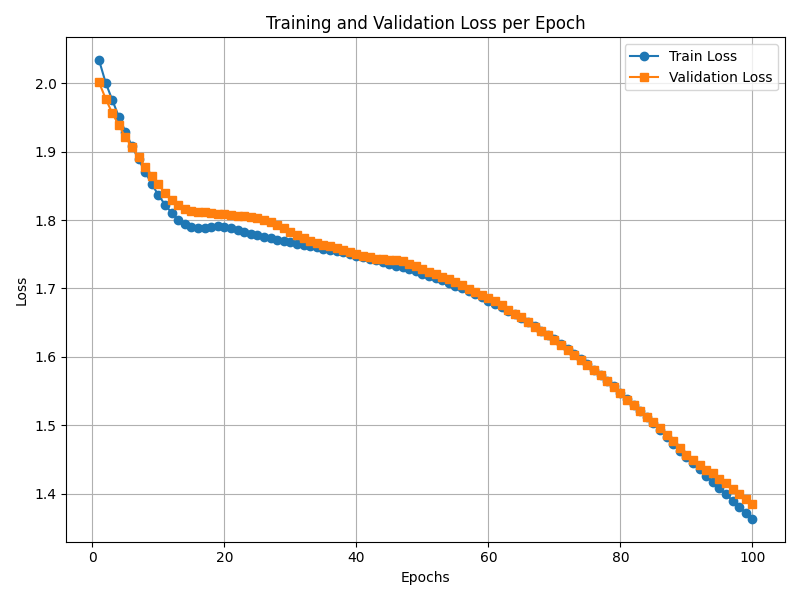 Training and Validation Loss per Epoch
Train Loss
Validation Loss
Loss
2.0
1.9
1.8
1.7
1.6
1.5
1.4
0 20 40 60 80 100
Epochs